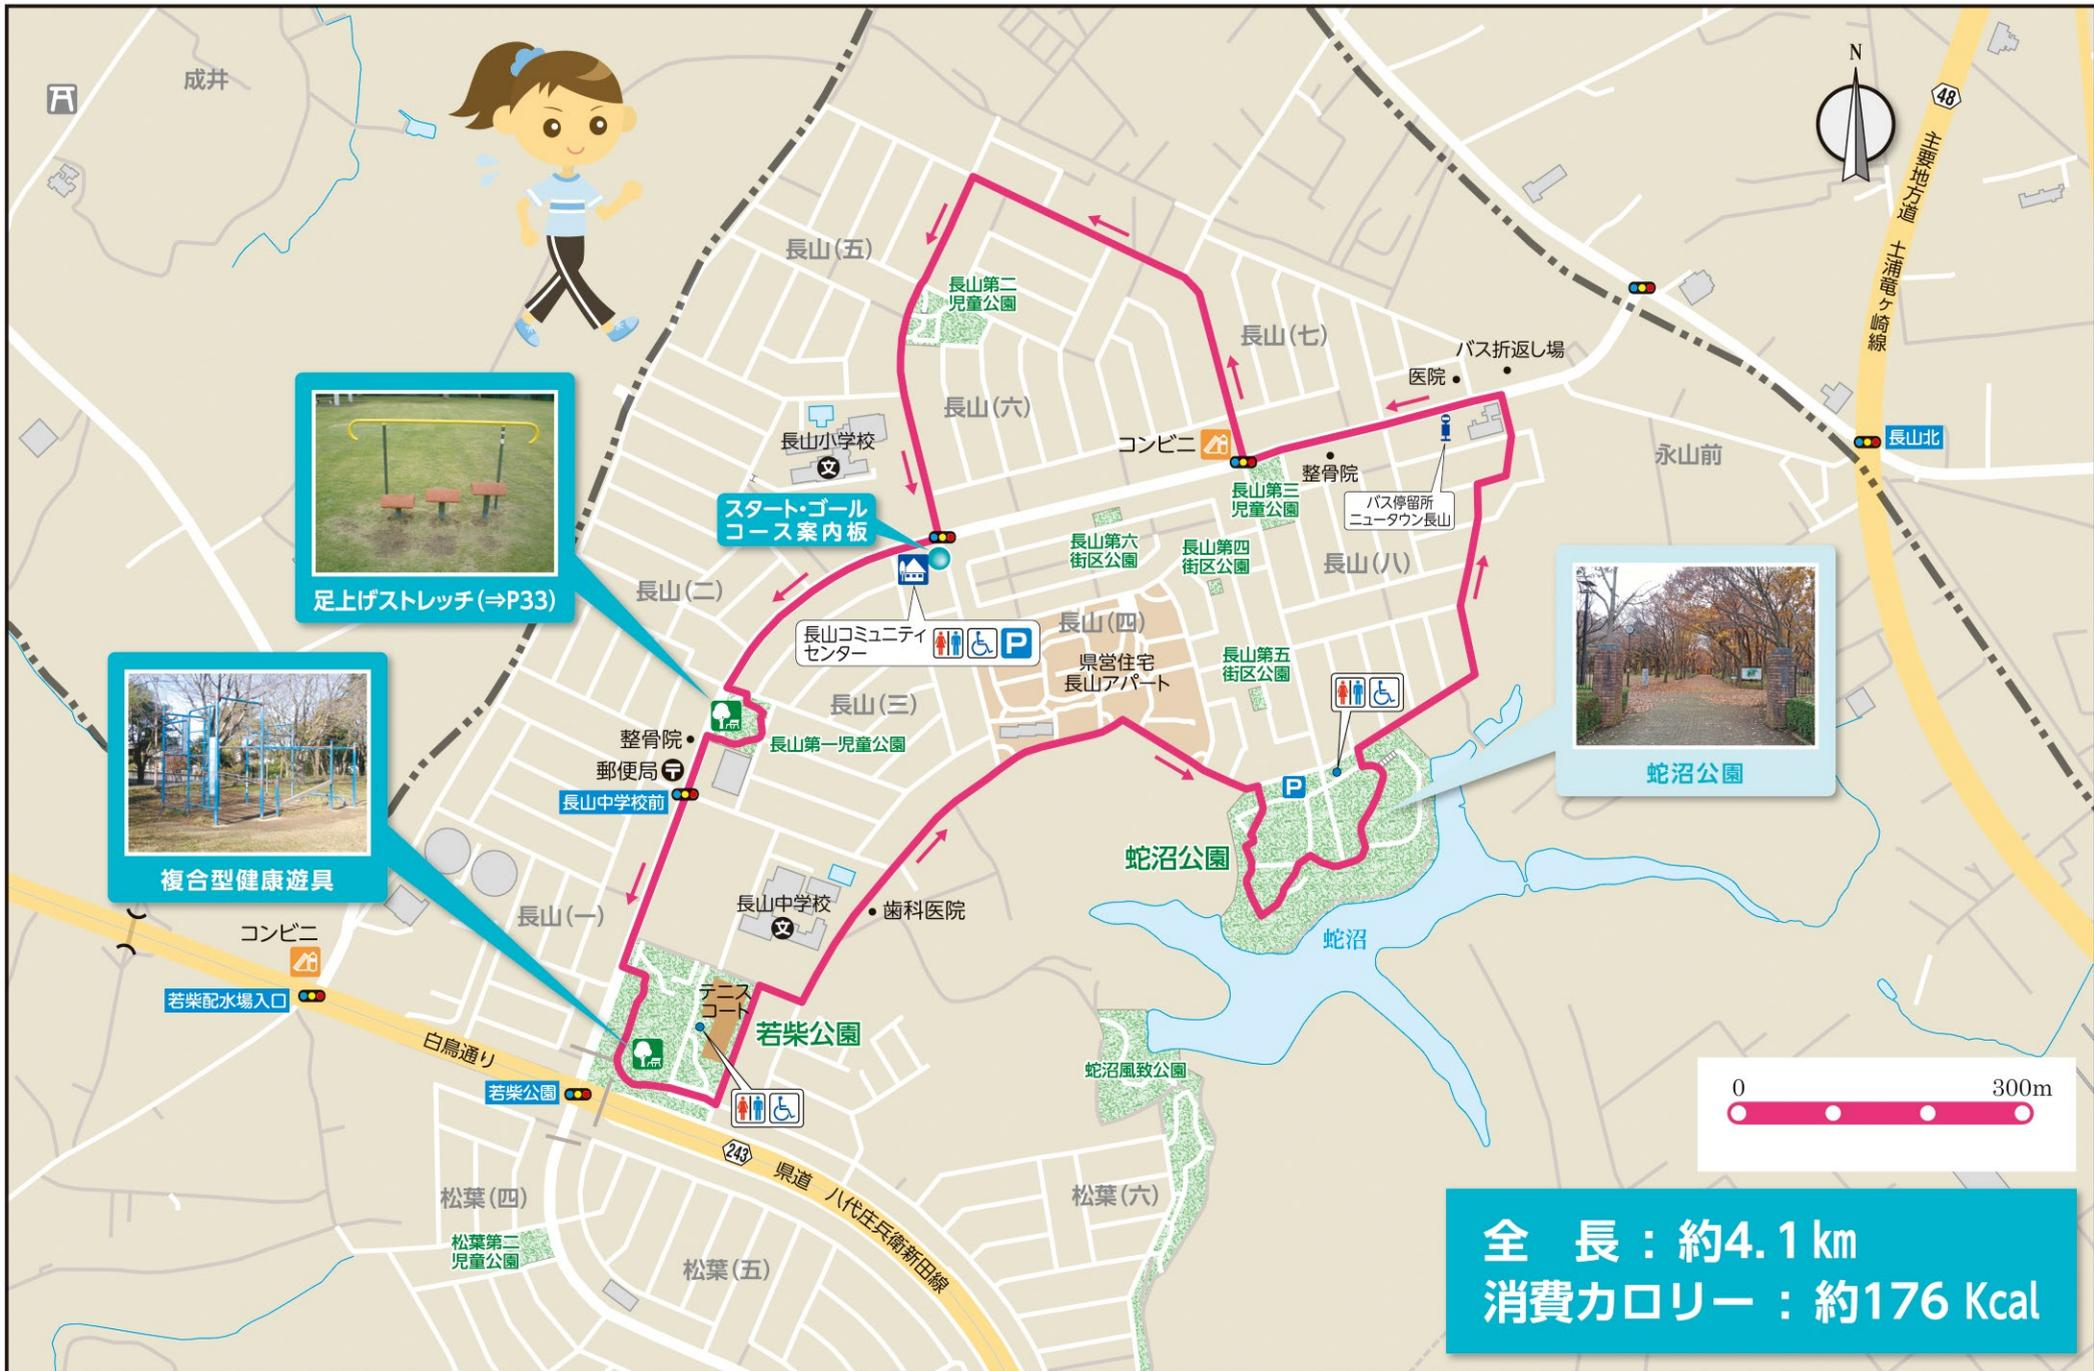 成井
N
48
主要地方道 土浦竜ヶ崎線
長山(五)
長山第二
児童公園
長山(七)
バス折返し場
医院
長山(六)
長山小学校
文
コンビニ
整骨院
長山北
永山前
長山第三
児童公園
バス停留所
ニュータウン長山
スタート・ゴール
コース案内板
長山第六
街区公園
長山第四
街区公園
長山(八)
足上げストレッチ(⇒P33)
長山(二)
長山コミュニティ
センター
P
長山(四)
県営住宅
長山アパート
長山第五
街区公園
長山(三)
長山第一児童公園
整骨院
郵便局
長山中学校前
P
蛇沼公園
蛇沼公園
蛇沼
複合型健康遊具
長山(一)
長山中学校
文
歯科医院
コンビニ
若柴配水場入口
テニス
コート
若柴公園
白鳥通り
若柴公園
蛇沼風致公園
243
県道 八代庄兵衛新田線
松葉(四)
松葉第二
児童公園
松葉(五)
松葉(六)
0 300m
全 長 : 約4.1km
消費カロリー : 約176 Kcal